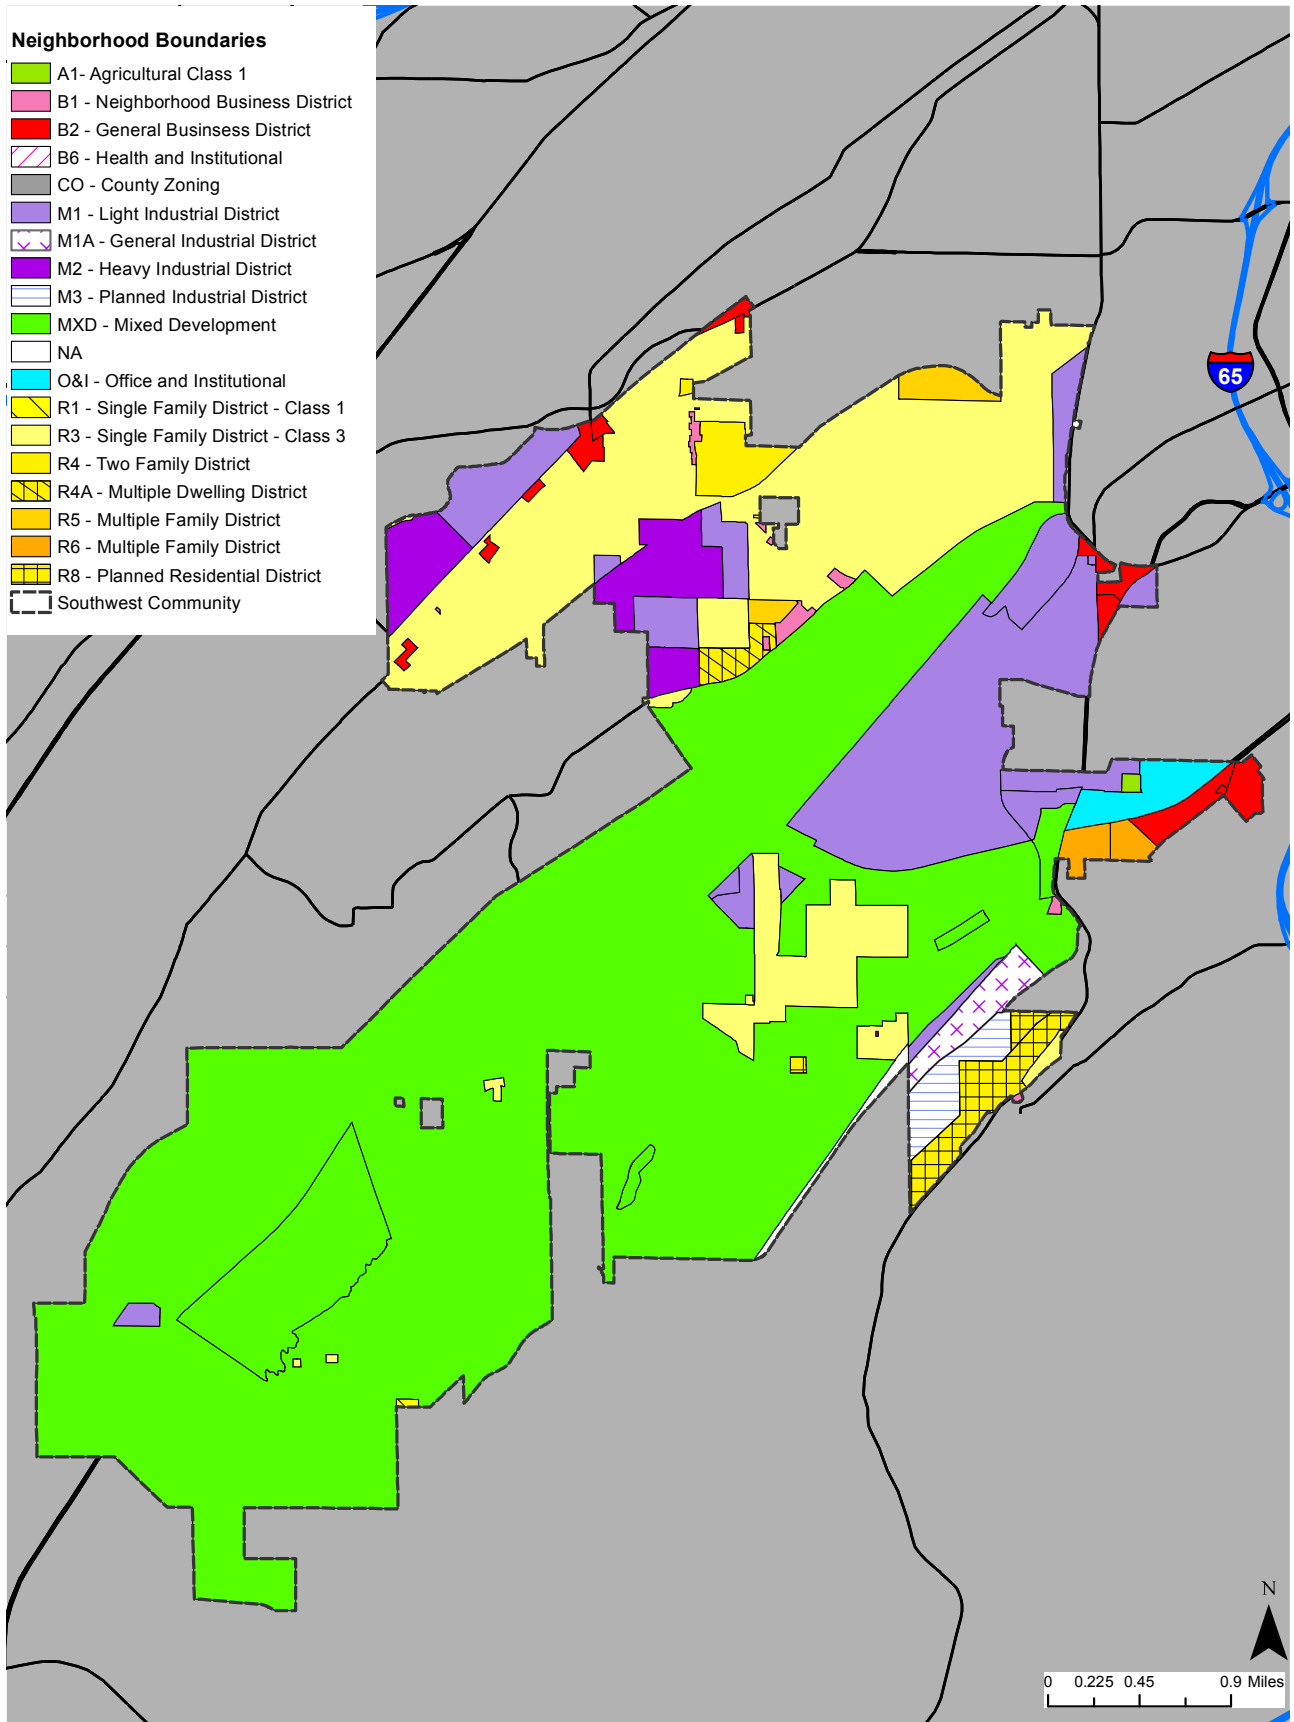 Neighborhood Boundaries
A1- Agricultural Class 1
B1 - Neighborhood Business District
B2 - General Businsess District
B6 - Health and Institutional
CO - County Zoning
M1 - Light Industrial District
M1A - General Industrial District
M2 - Heavy Industrial District
M3 - Planned Industrial District
MXD - Mixed Development
NA
O&I - Office and Institutional
R1 - Single Family District - Class 1
R3 - Single Family District - Class 3
R4 - Two Family District
R4A - Multiple Dwelling District
R5 - Multiple Family District
R6 - Multiple Family District
R8 - Planned Residential District
Southwest Community
65
N
0 0.225 0.45 0.9 Miles